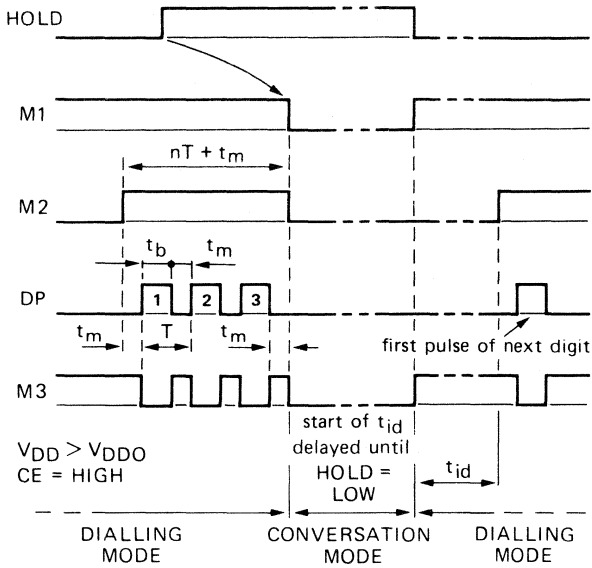 HOLD
M1
nT + tm
M2
tb tm
DP 1 2 3
tm T tm first pulse of next digit
M3
start of tid
delayed until
HOLD =
LOW
VDD > VDDO
CE = HIGH
tid
DIALLING MODE
CONVERSATION MODE
DIALLING MODE